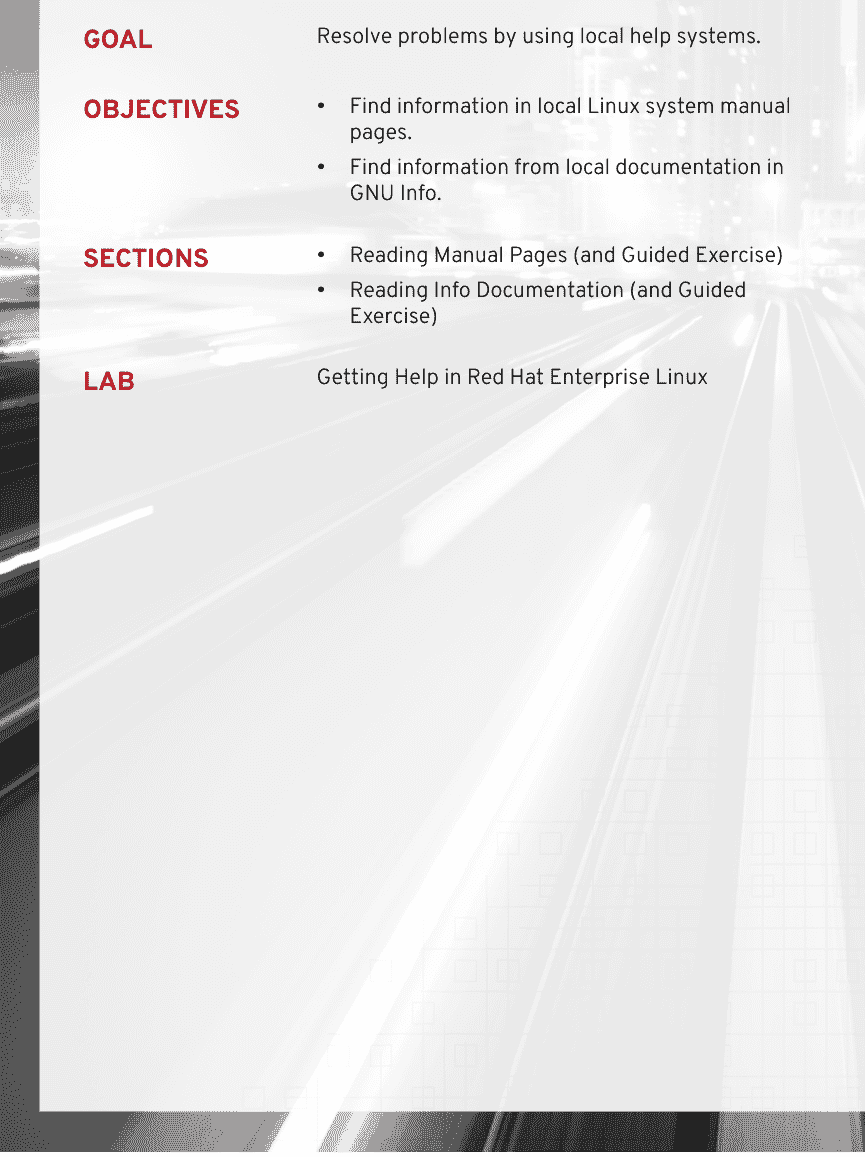 GOAL Resolve problems by using local help systems.
OBJECTIVES • Find information in local Linux system manual
pages.
• Find information from local documentation in
GNU Info.
SECTIONS • Reading Manual Pages (and Guided Exercise)
• Reading Info Documentation (and Guided
Exercise)
LAB Getting Help in Red Hat Enterprise Linux